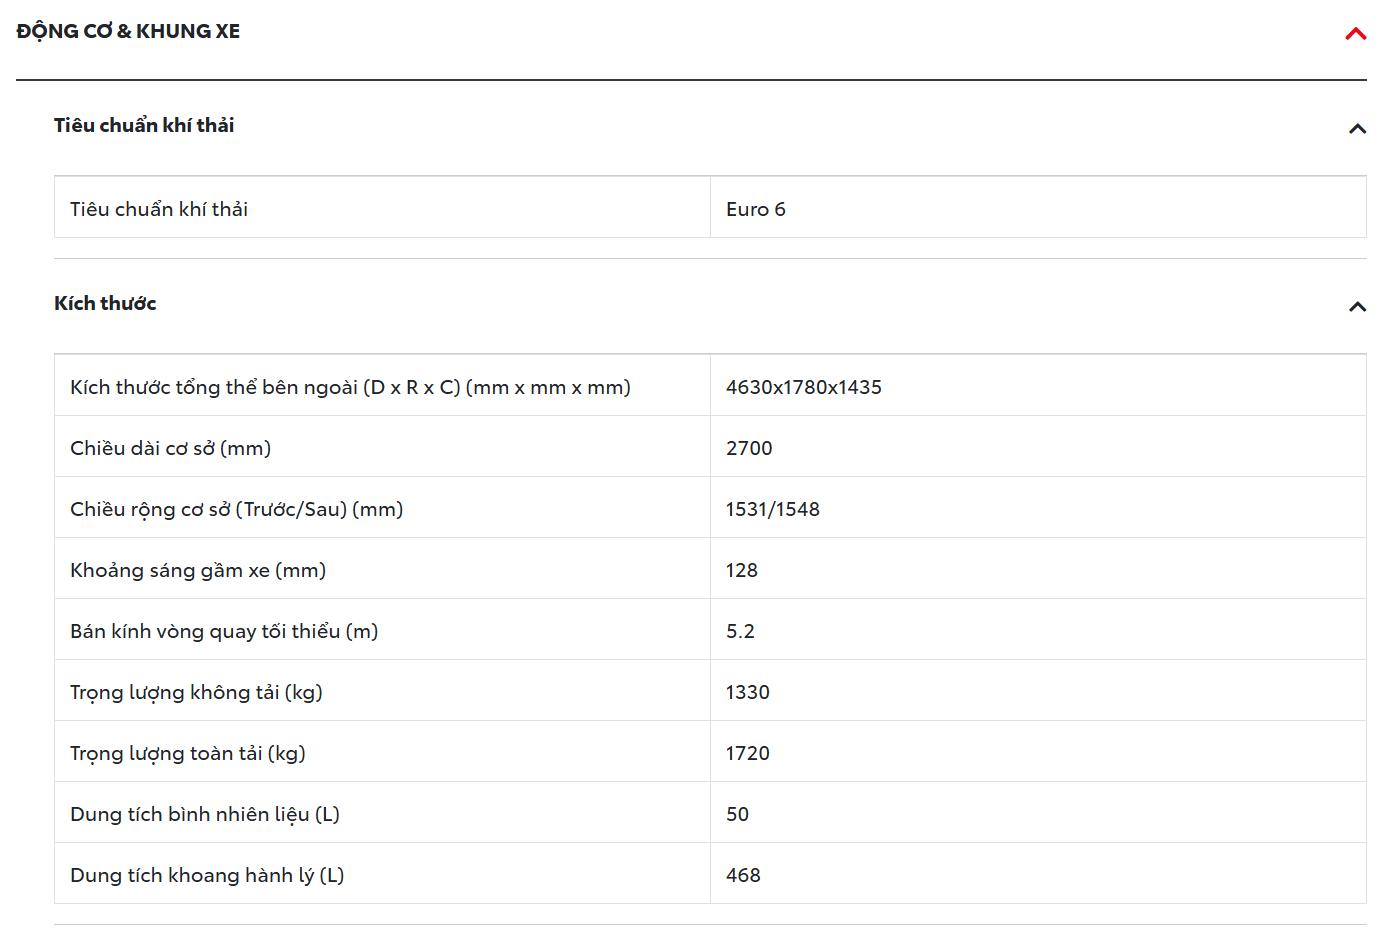 ĐỘNG CƠ & KHUNG XE
Tiêu chuẩn khí thải
Tiêu chuẩn khí thải Euro 6
Kích thước
Kích thước tổng thể bên ngoài (D x R x C) (mm x mm x mm) 4630x1780x1435
Chiều dài cơ sở (mm) 2700
Chiều rộng cơ sở (Trước/Sau) (mm) 1531/1548
Khoảng sáng gầm xe (mm) 128
Bán kính vòng quay tối thiểu (m) 5.2
Trọng lượng không tải (kg) 1330
Trọng lượng toàn tải (kg) 1720
Dung tích bình nhiên liệu (L) 50
Dung tích khoang hành lý (L) 468